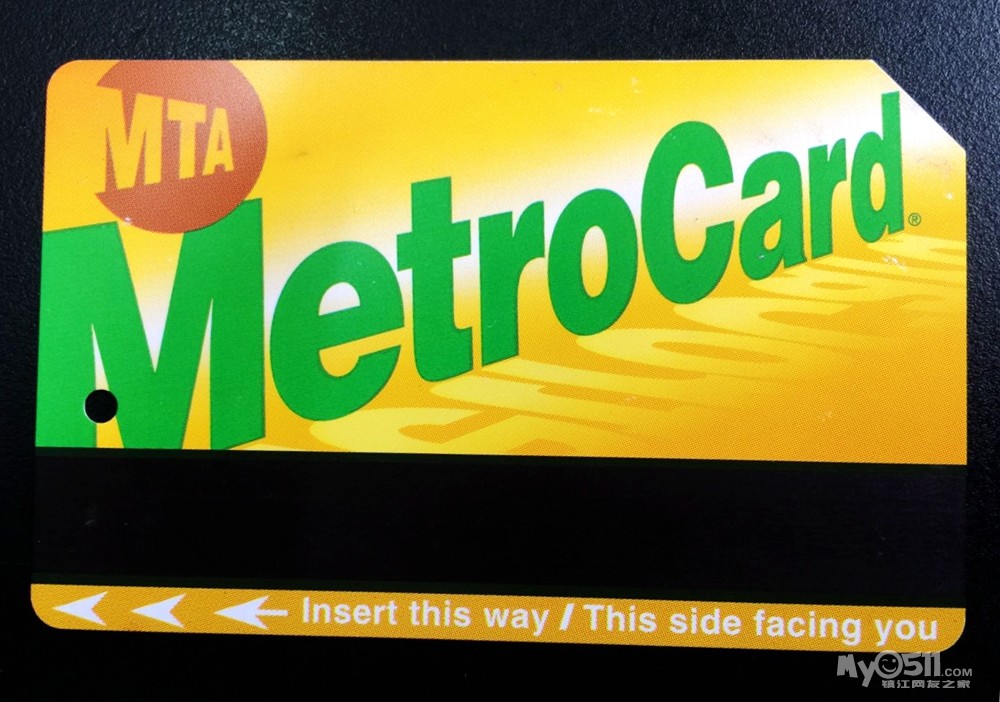 MTA
MetroCard®
Insert this way / This side facing you
My0511.COM
镇江网友之家